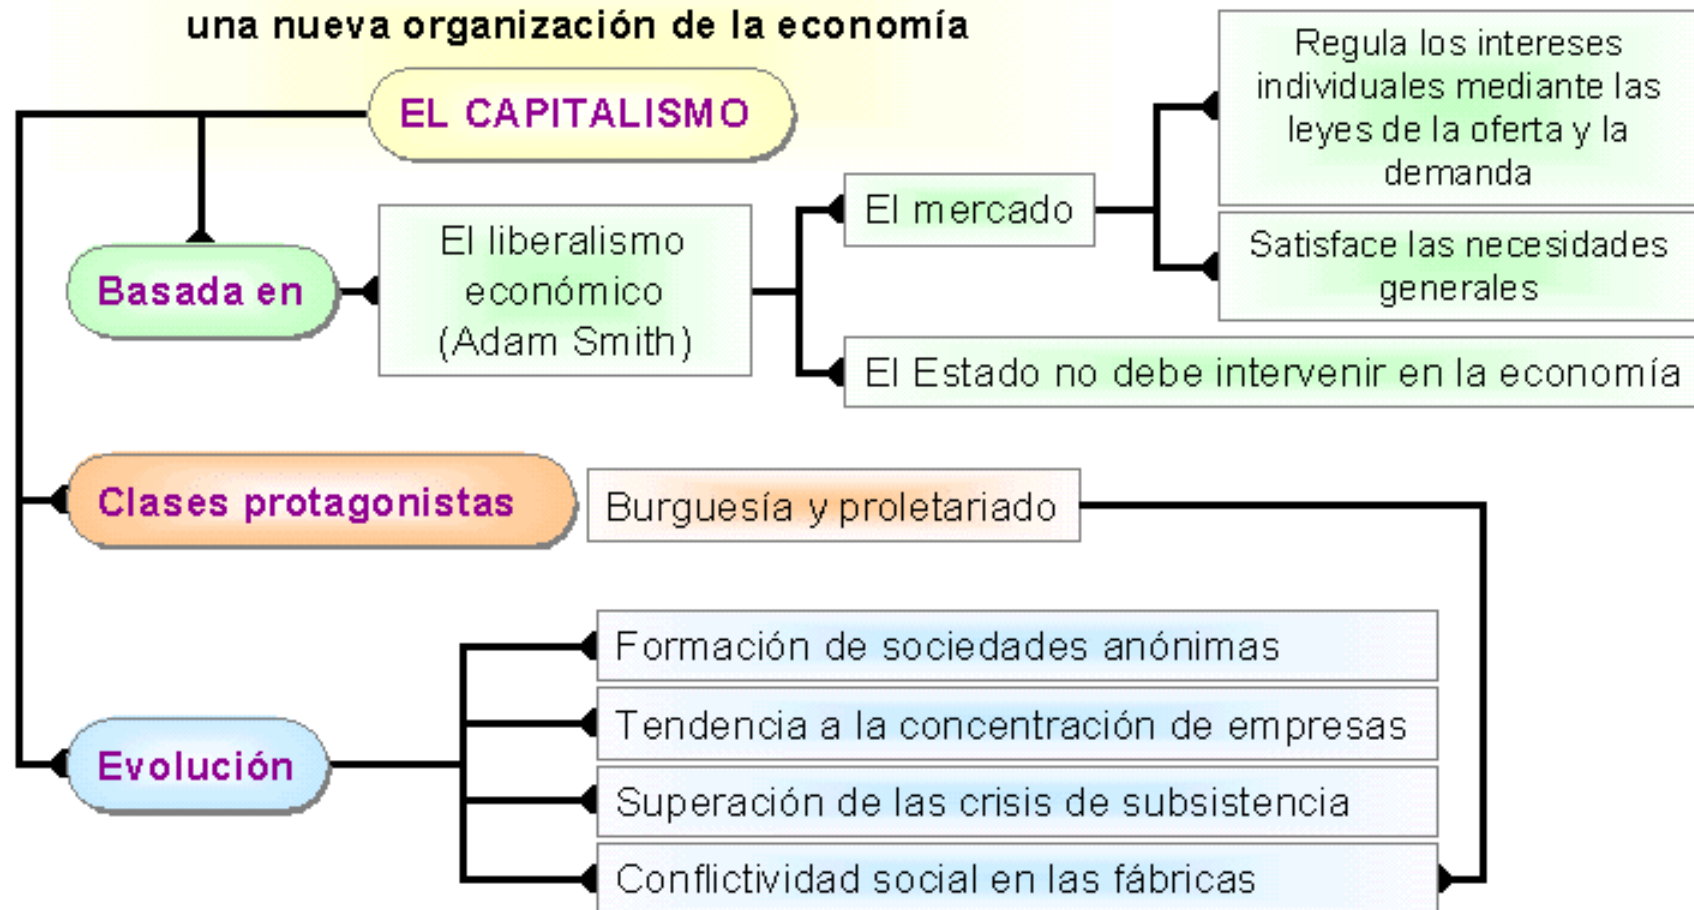 una nueva organización de la economía
EL CAPITALISMO
Basada en
El liberalismo
económico
(Adam Smith)
El mercado
Regula los intereses
individuales mediante las
leyes de la oferta y la
demanda
Satisface las necesidades
generales
El Estado no debe intervenir en la economía
Clases protagonistas
Burguesía y proletariado
Evolución
Formación de sociedades anónimas
Tendencia a la concentración de empresas
Superación de las crisis de subsistencia
Conflictividad social en las fábricas